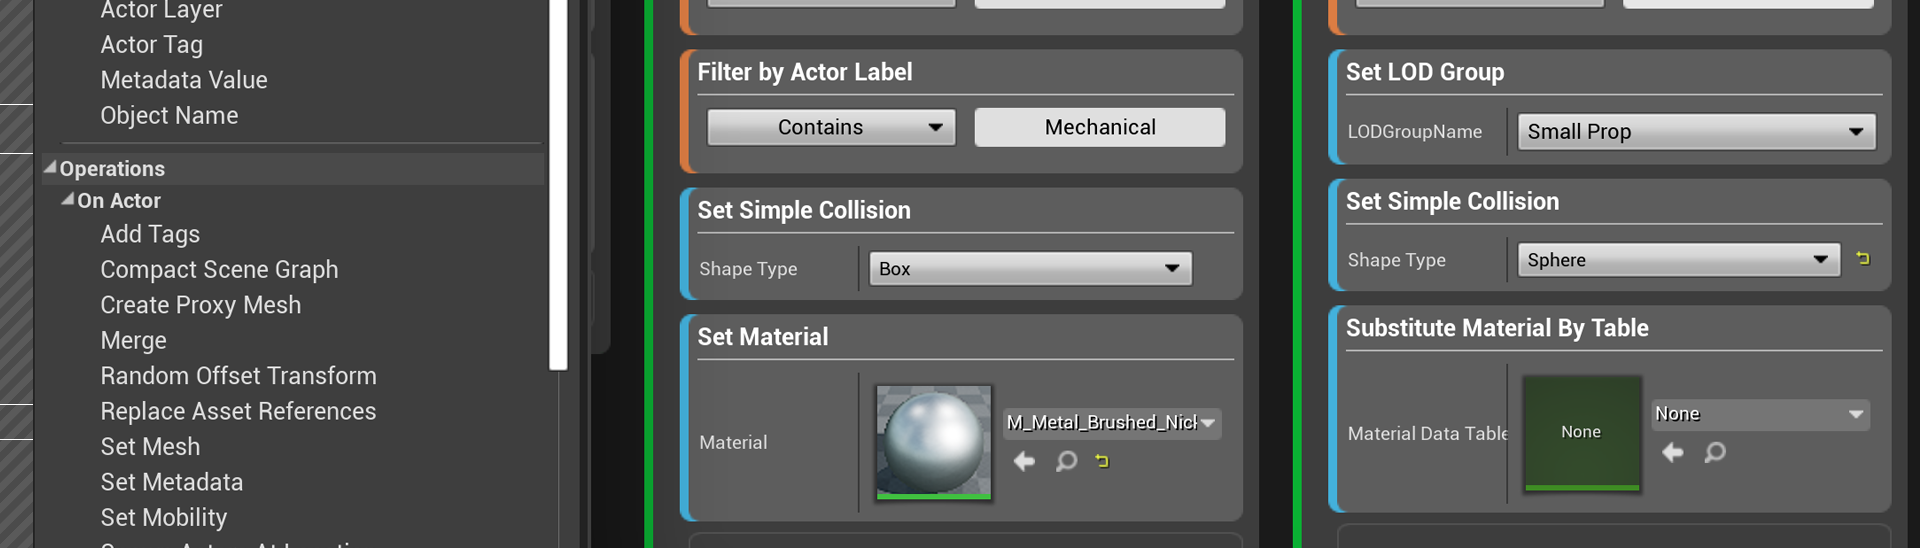 Actor Layer
Actor Tag
Metadata Value
Object Name
Operations
On Actor
Add Tags
Compact Scene Graph
Create Proxy Mesh
Merge
Random Offset Transform
Replace Asset References
Set Mesh
Set Metadata
Set Mobility
Filter by Actor Label
Contains
Mechanical
Set Simple Collision
Shape Type
Box
Set Material
Material
M_Metal_Brushed_Nick
Set LOD Group
LODGroupName
Small Prop
Set Simple Collision
Shape Type
Sphere
Substitute Material By Table
Material Data Table
None
None